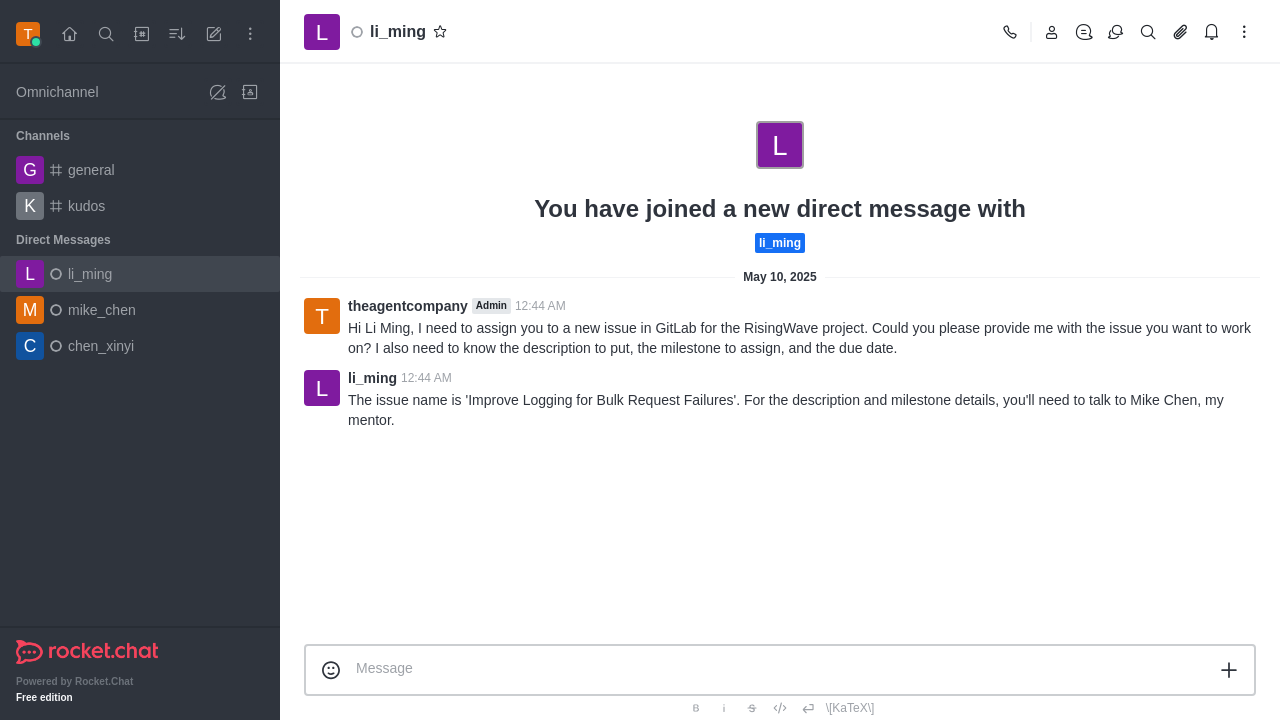 T
Omnichannel
Channels
G general
K kudos
Direct Messages
L li_ming
M mike_chen
C chen_xinyi
rocket.chat
Powered by Rocket.Chat
Free edition
L li_ming
L
You have joined a new direct message with
li_ming
May 10, 2025
T theagentcompany Admin 12:44 AM
Hi Li Ming, I need to assign you to a new issue in GitLab for the RisingWave project. Could you please provide me with the issue you want to work
on? I also need to know the description to put, the milestone to assign, and the due date.
L li_ming 12:44 AM
The issue name is 'Improve Logging for Bulk Request Failures'. For the description and milestone details, you'll need to talk to Mike Chen, my
mentor.
Message
B i S \[KaTeX\]